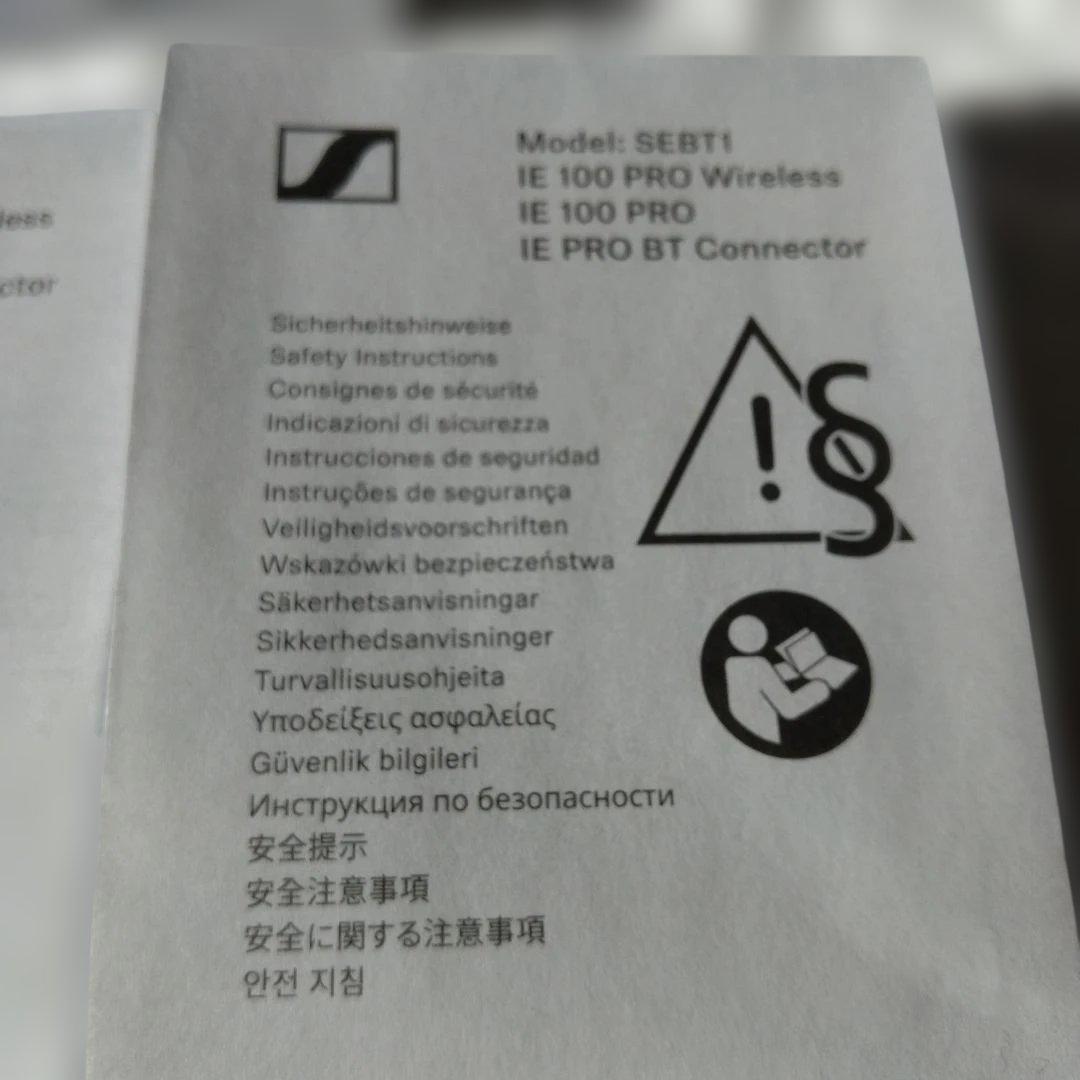 less
ctor
Model: SEBT1
IE 100 PRO Wireless
IE 100 PRO
IE PRO BT Connector
Sicherheitshinweise
Safety Instructions
Consignes de sécurité
Indicazioni di sicurezza
Instrucciones de seguridad
Instruções de segurança
Veiligheidsvoorschriften
Wskazówki bezpieczeństwa
Säkerhetsanvisningar
Sikkerhedsanvisninger
Turvallisuusohjeita
Υποδείξεις ασφαλείας
Güvenlik bilgileri
Инструкция по безопасности
安全提示
安全注意事項
安全に関する注意事項
안전 지침